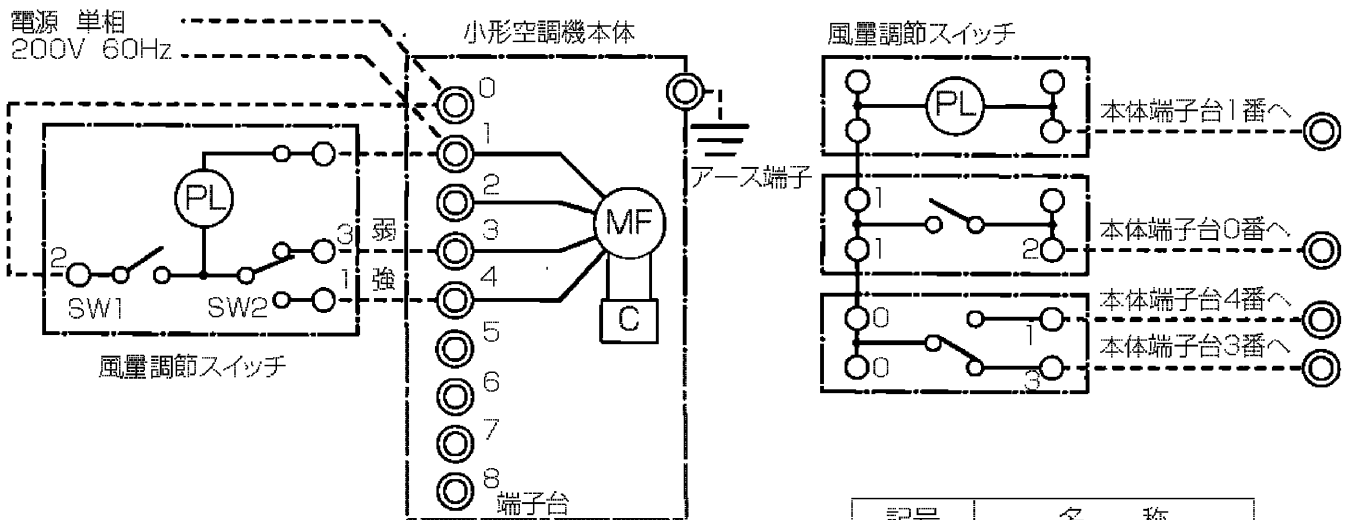 電源 単相
200V 60Hz
小形空調機本体
風量調節スイッチ
0
1
2
3
4
5
6
7
8
端子台
アース端子
MF
C
PL
2
SW1
SW2
3 弱
1 強
風量調節スイッチ
PL
本体端子台1番へ
1
1
2
本体端子台0番へ
0
0
1
3
本体端子台4番へ
本体端子台3番へ
記号 名 称